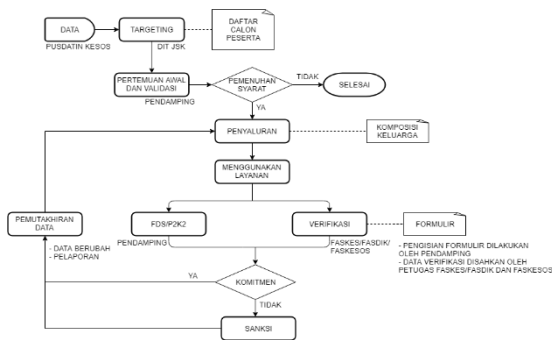 DATA
TARGETING
DAFTAR
CALON
PESERTA
PUSDATIN KESOS
DIT JSK
PERTEMUAN AWAL
DAN VALIDASI
PEMENUHAN
SYARAT
TIDAK
SELESAI
PENDAMPING
YA
PENYALURAN
KOMPOSISI
KELUARGA
MENGGUNAKAN
LAYANAN
PEMUTAKHIRAN
DATA
FDS/P2K2
VERIFIKASI
FORMULIR
PENDAMPING
FASKES/FASDIK/
FASKESOS
- DATA BERUBAH
- PELAPORAN
- PENGISIAN FORMULIR DILAKUKAN
OLEH PENDAMPING
- DATA VERIFIKASI DISAHKAN OLEH
PETUGAS FASKES/FASDIK DAN FASKESOS
YA
KOMITMEN
TIDAK
SANKSI